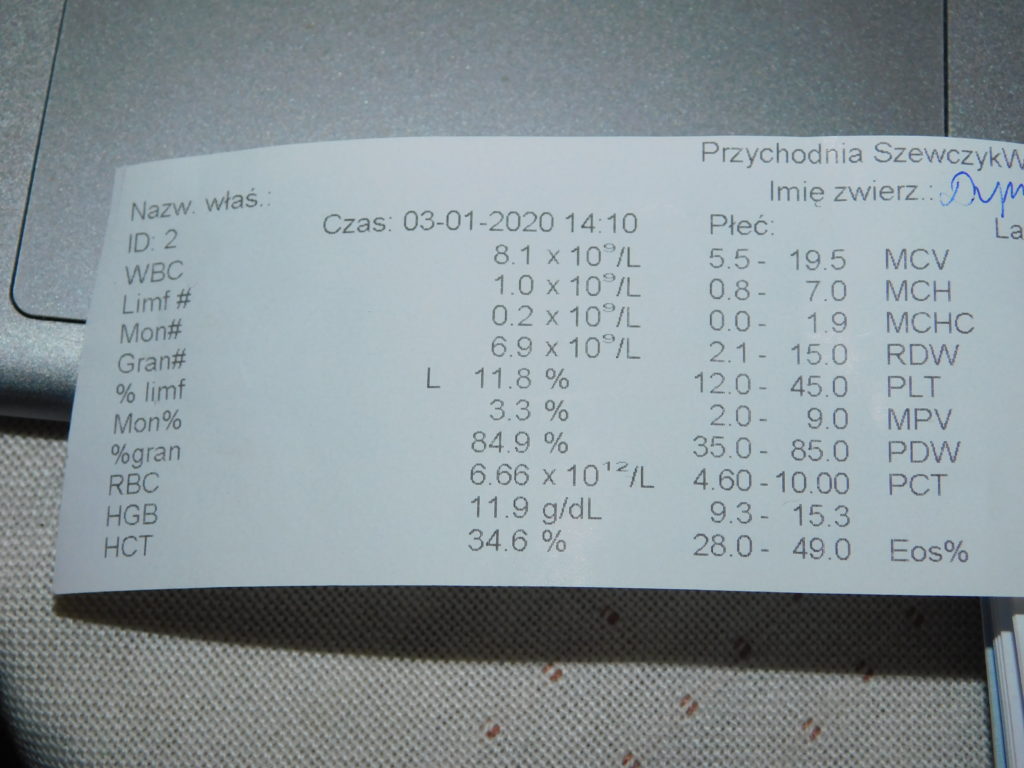 Przychodnia SzewczykW
Nazw. właś.: Imię zwierz.:
ID: 2 Czas: 03-01-2020 14:10 Płeć: La
WBC 8.1 x 10⁹/L 5.5 - 19.5 MCV
Limf # 1.0 x 10⁹/L 0.8 - 7.0 MCH
Mon# 0.2 x 10⁹/L 0.0 - 1.9 MCHC
Gran# 6.9 x 10⁹/L 2.1 - 15.0 RDW
% limf L 11.8 % 12.0 - 45.0 PLT
Mon% 3.3 % 2.0 - 9.0 MPV
%gran 84.9 % 35.0 - 85.0 PDW
RBC 6.66 x 10¹²/L 4.60 - 10.00 PCT
HGB 11.9 g/dL 9.3 - 15.3
HCT 34.6 % 28.0 - 49.0 Eos%